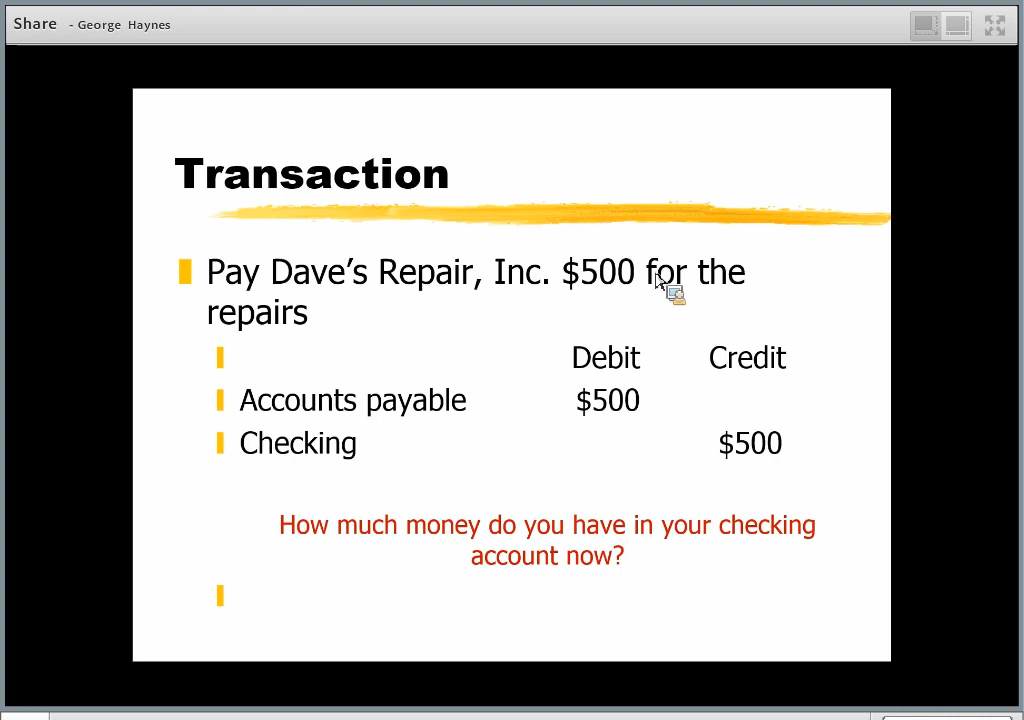 Share - George Haynes
Transaction
Pay Dave’s Repair, Inc. $500 for the
repairs
Debit Credit
Accounts payable $500
Checking $500
How much money do you have in your checking
account now?